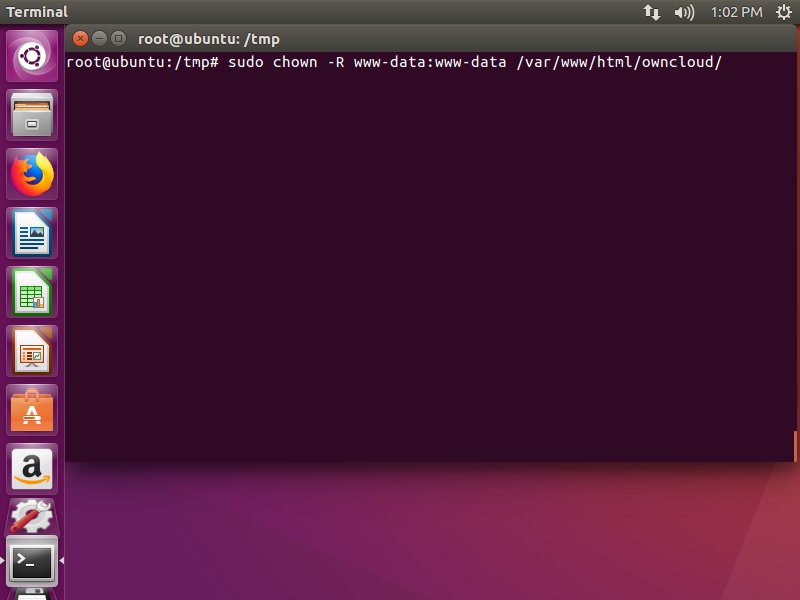 Terminal
1:02 PM
root@ubuntu: /tmp
root@ubuntu:/tmp# sudo chown -R www-data:www-data /var/www/html/owncloud/
A
a
>_